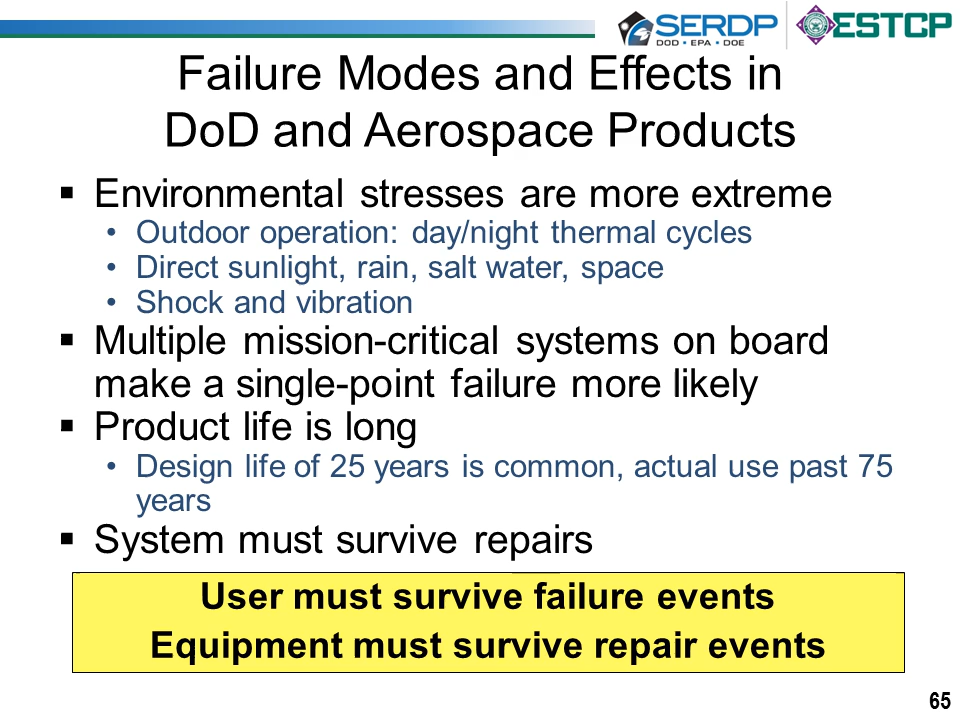 SERDP
DOD • EPA • DOE
ESTCP
Failure Modes and Effects in
DoD and Aerospace Products
▪ Environmental stresses are more extreme
• Outdoor operation: day/night thermal cycles
• Direct sunlight, rain, salt water, space
• Shock and vibration
▪ Multiple mission-critical systems on board
make a single-point failure more likely
▪ Product life is long
• Design life of 25 years is common, actual use past 75
years
▪ System must survive repairs
User must survive failure events
Equipment must survive repair events
65